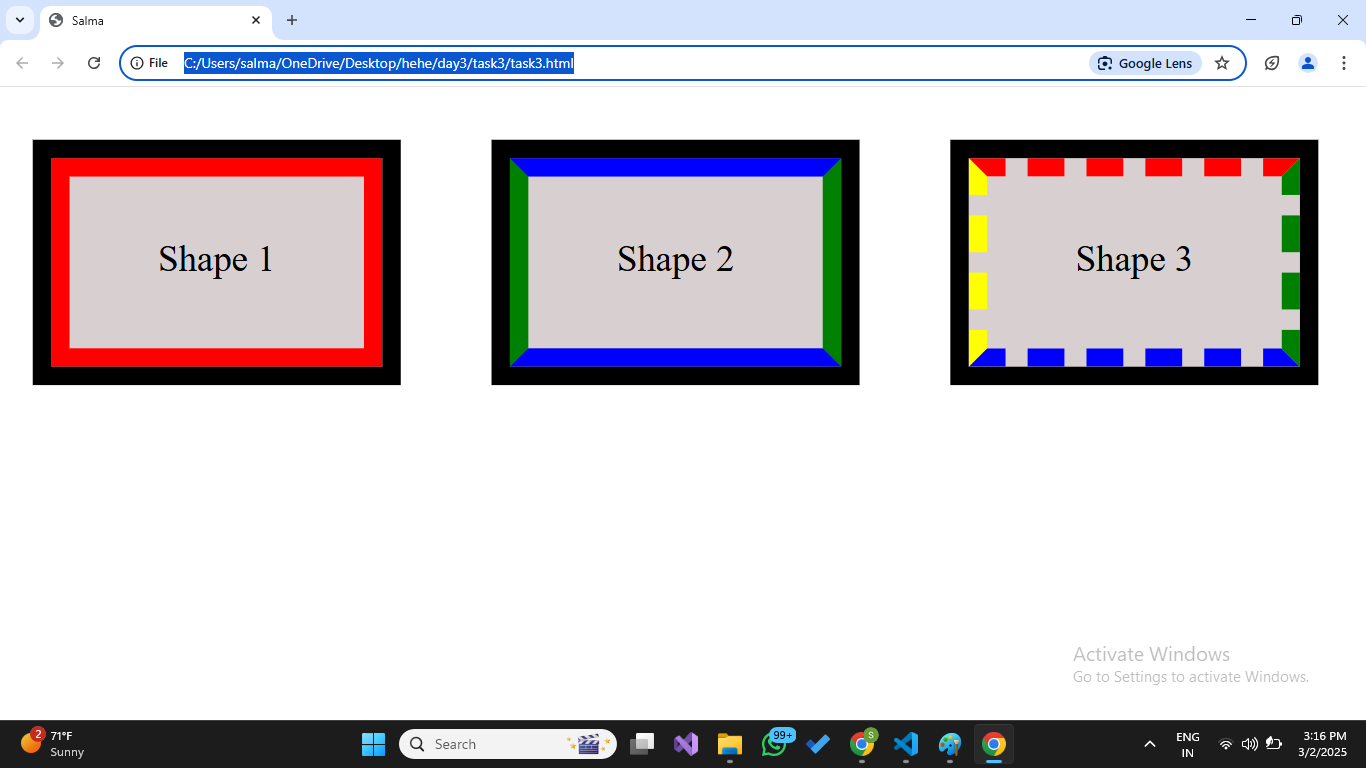 Salma
File
C:/Users/salma/OneDrive/Desktop/hehe/day3/task3/task3.html
Google Lens
Shape 1
Shape 2
Shape 3
Activate Windows
Go to Settings to activate Windows.
2
71°F
Sunny
Search
99+
S
ENG
IN
3:16 PM
3/2/2025